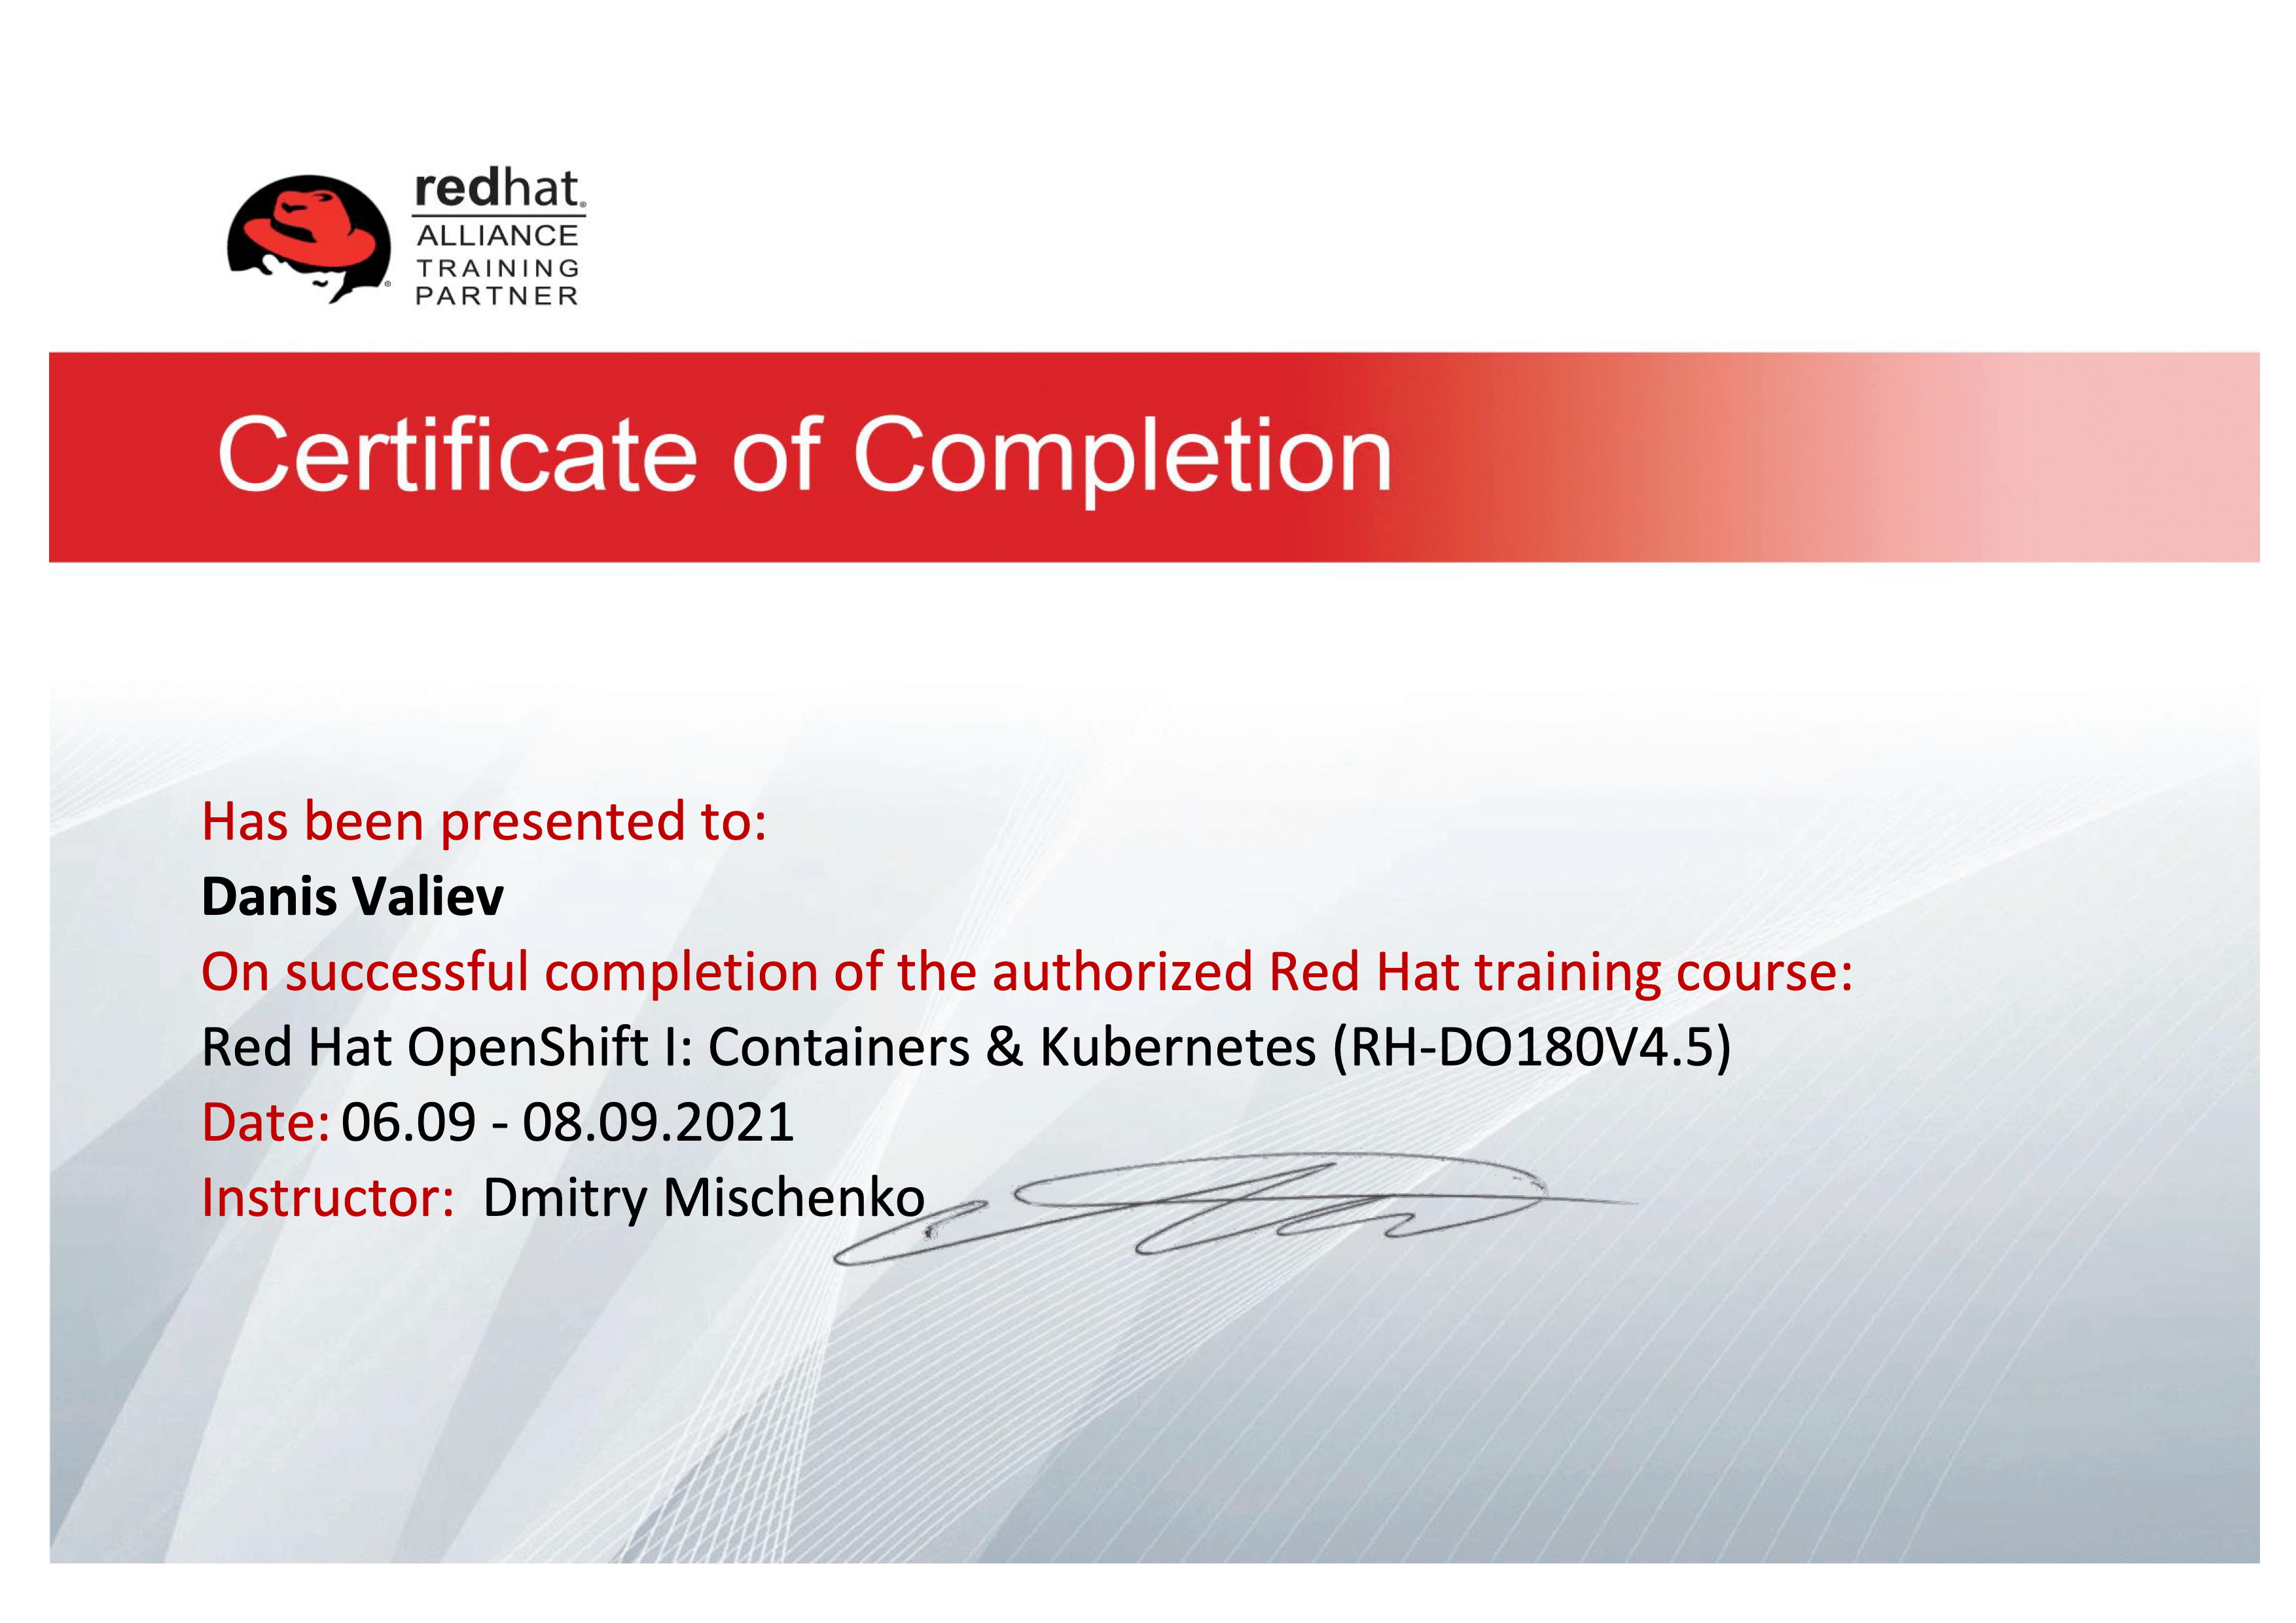 redhat®
ALLIANCE
TRAINING
PARTNER
Certificate of Completion
Has been presented to:
Danis Valiev
On successful completion of the authorized Red Hat training course:
Red Hat OpenShift I: Containers & Kubernetes (RH-DO180V4.5)
Date: 06.09 - 08.09.2021
Instructor: Dmitry Mischenko